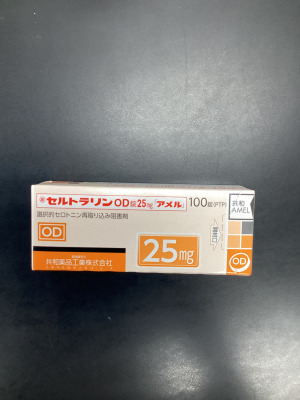 セルトラリンOD錠25mg「アメル」 100錠(PTP)
選択的セロトニン再取り込み阻害剤
共和
AMEL
OD
25mg
OD
共和薬品工業株式会社